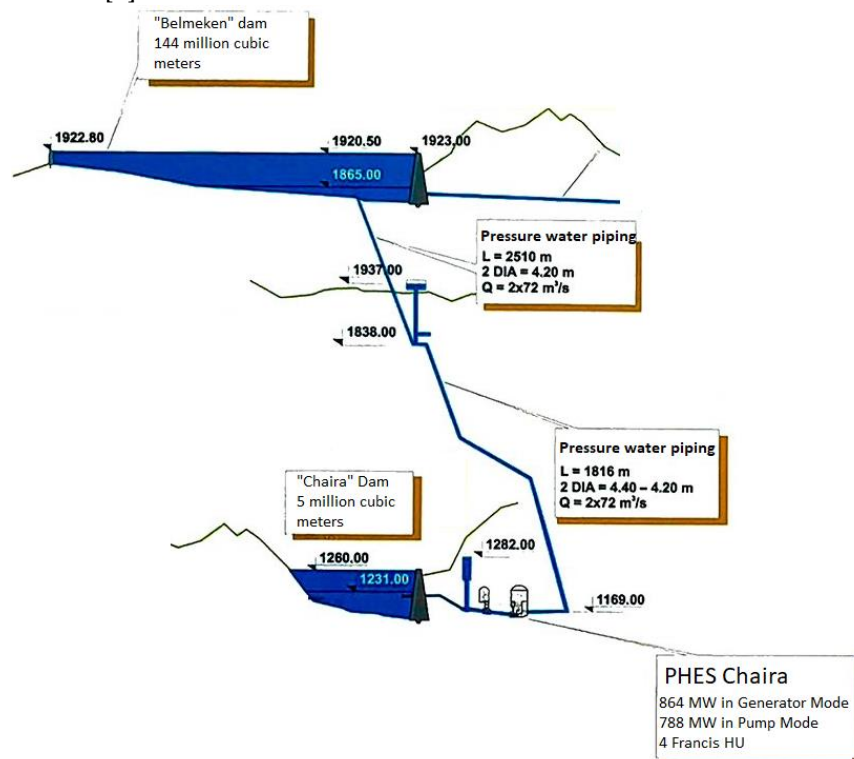 "Belmeken" dam
144 million cubic
meters
1922.80
1920.50
1923.00
1865.00
Pressure water piping
L = 2510 m
2 DIA = 4.20 m
Q = 2x72 m³/s
1937.00
1838.00
Pressure water piping
L = 1816 m
2 DIA = 4.40 – 4.20 m
Q = 2x72 m³/s
"Chaira" Dam
5 million cubic
meters
1260.00
1231.00
1282.00
1169.00
PHES Chaira
864 MW in Generator Mode
788 MW in Pump Mode
4 Francis HU